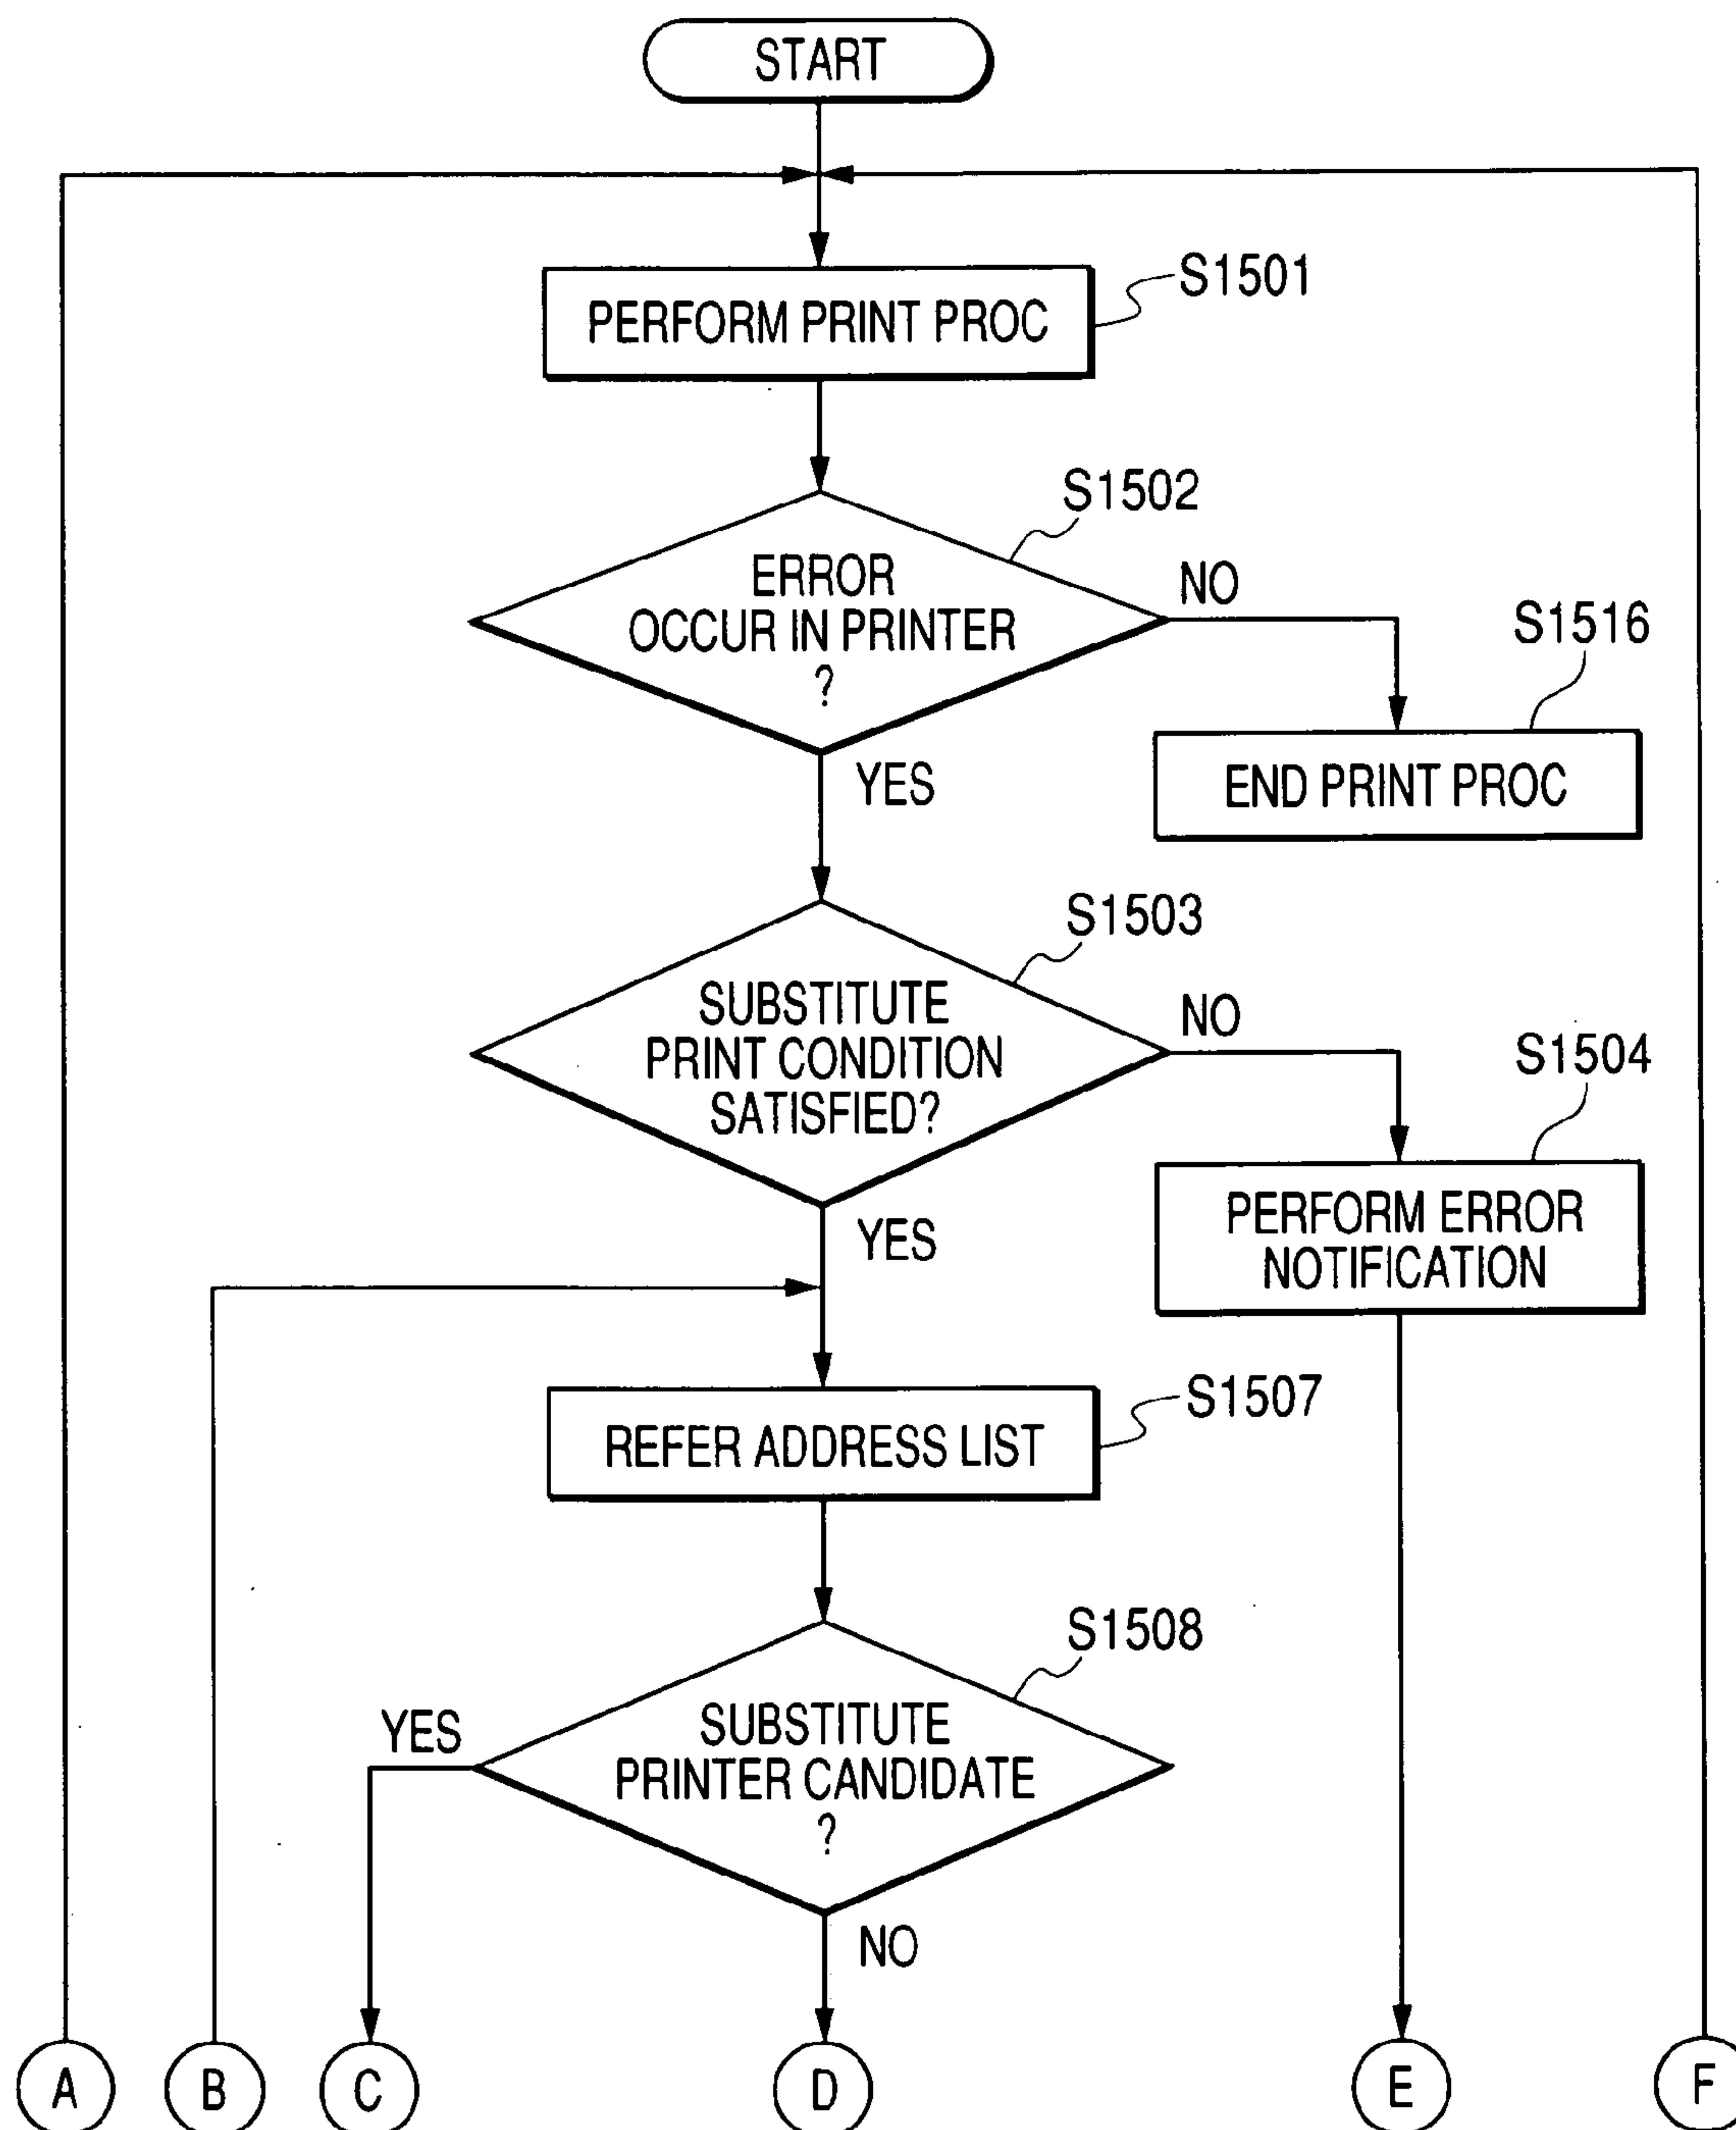 START
S1501
PERFORM PRINT PROC
S1502
ERROR
OCCUR IN PRINTER
?
NO
S1516
YES
END PRINT PROC
S1503
SUBSTITUTE
PRINT CONDITION
SATISFIED?
NO
S1504
YES
PERFORM ERROR
NOTIFICATION
S1507
REFER ADDRESS LIST
S1508
YES
SUBSTITUTE
PRINTER CANDIDATE
?
NO
A
B
C
D
E
F